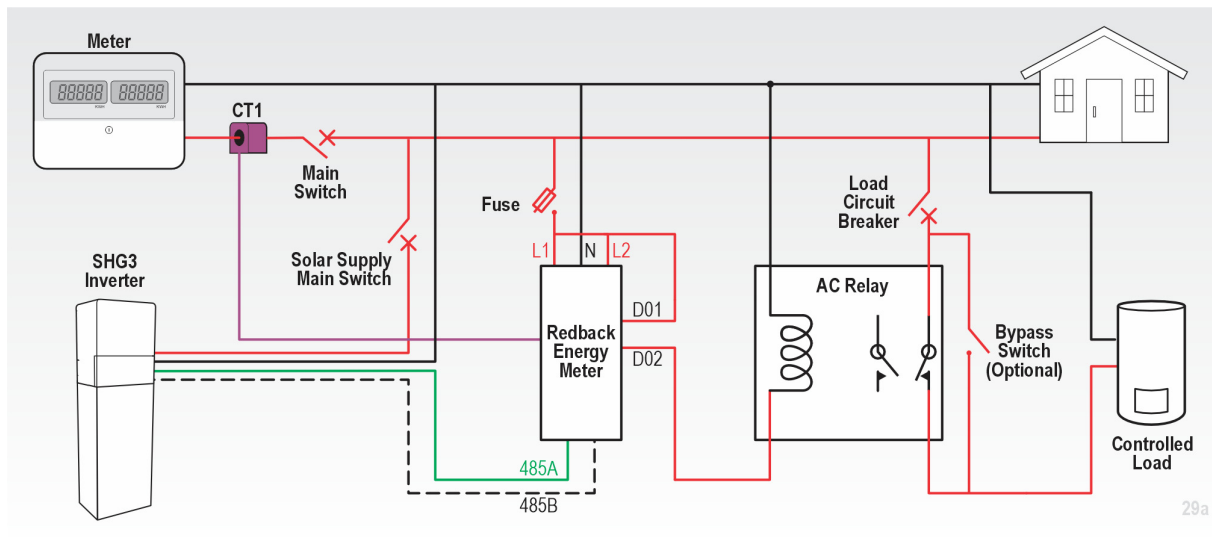 Meter
88888 88888
CT1
Main
Switch
Fuse
Load
Circuit
Breaker
Solar Supply
Main Switch
L1 N L2
SHG3
Inverter
AC Relay
D01
Redback
Energy
Meter
D02
Bypass
Switch
(Optional)
Controlled
Load
485A
485B
29a